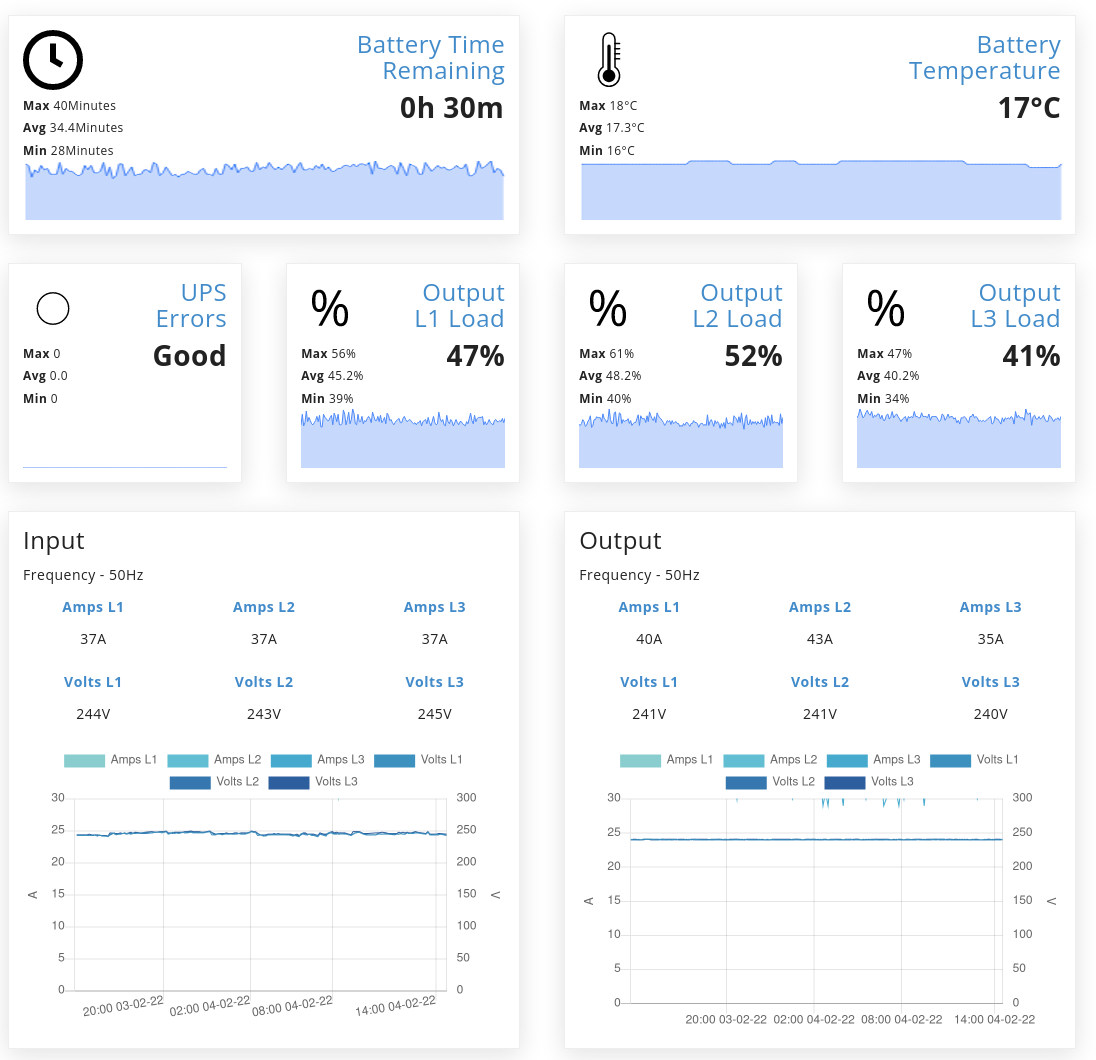 Battery Time
Remaining
0h 30m
Max 40Minutes
Avg 34.4Minutes
Min 28Minutes
Battery
Temperature
17°C
Max 18°C
Avg 17.3°C
Min 16°C
UPS
Errors
Good
Max 0
Avg 0.0
Min 0
%
Output
L1 Load
47%
Max 56%
Avg 45.2%
Min 39%
%
Output
L2 Load
52%
Max 61%
Avg 48.2%
Min 40%
%
Output
L3 Load
41%
Max 47%
Avg 40.2%
Min 34%
Input
Frequency - 50Hz
Amps L1 Amps L2 Amps L3
37A 37A 37A
Volts L1 Volts L2 Volts L3
244V 243V 245V
Amps L1 Amps L2 Amps L3 Volts L1
Volts L2 Volts L3
30 300
25 250
20 200
A 15 150 V
10 100
5 50
0 0
20:00 03-02-22 02:00 04-02-22 08:00 04-02-22 14:00 04-02-22
Output
Frequency - 50Hz
Amps L1 Amps L2 Amps L3
40A 43A 35A
Volts L1 Volts L2 Volts L3
241V 241V 240V
Amps L1 Amps L2 Amps L3 Volts L1
Volts L2 Volts L3
30 300
25 250
20 200
A 15 150 V
10 100
5 50
0 0
20:00 03-02-22 02:00 04-02-22 08:00 04-02-22 14:00 04-02-22